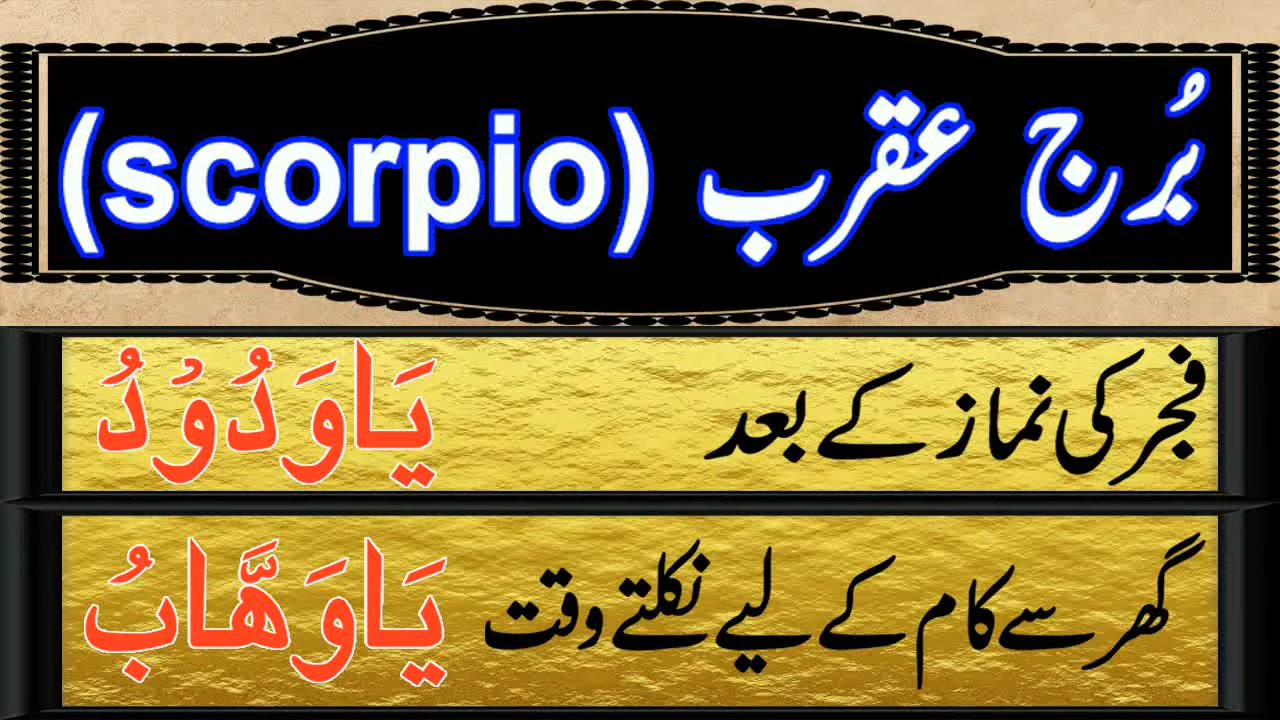 بُرج عقرب (scorpio)
فجر کی نماز کے بعد یَاوَدُوْدُ
گھر سے کام کے لیے نکلتے وقت یَاوَہَّابُ